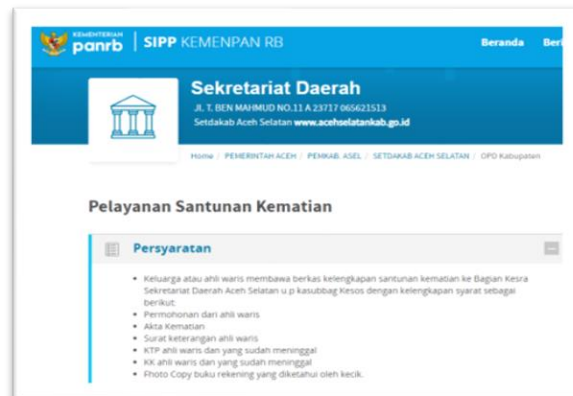 KEMENTERIAN
panrb
SIPP KEMENPAN RB
Beranda
Ber
Sekretariat Daerah
Jl. T. BEN MAHMUD NO.11 A 23717 065621513
Setdakab Aceh Selatan www.acehselatankab.go.id
Home / PEMERINTAH ACEH / PEMKAB. ASEL / SETDAKAB ACEH SELATAN / OPD Kabupaten
Pelayanan Santunan Kematian
Persyaratan
• Keluarga atau ahli waris membawa berkas kelengkapan santunan kematian ke Bagian Kesra
Sekretariat Daerah Aceh Selatan u.p kasubbag Kesos dengan kelengkapan syarat sebagai
berikut:
• Permohonan dari ahli waris
• Akta Kematian
• Surat keterangan ahli waris
• KTP ahli waris dan yang sudah meninggal
• KK ahli waris dan yang sudah meninggal
• Fhoto Copy buku rekening yang diketahui oleh kecik.